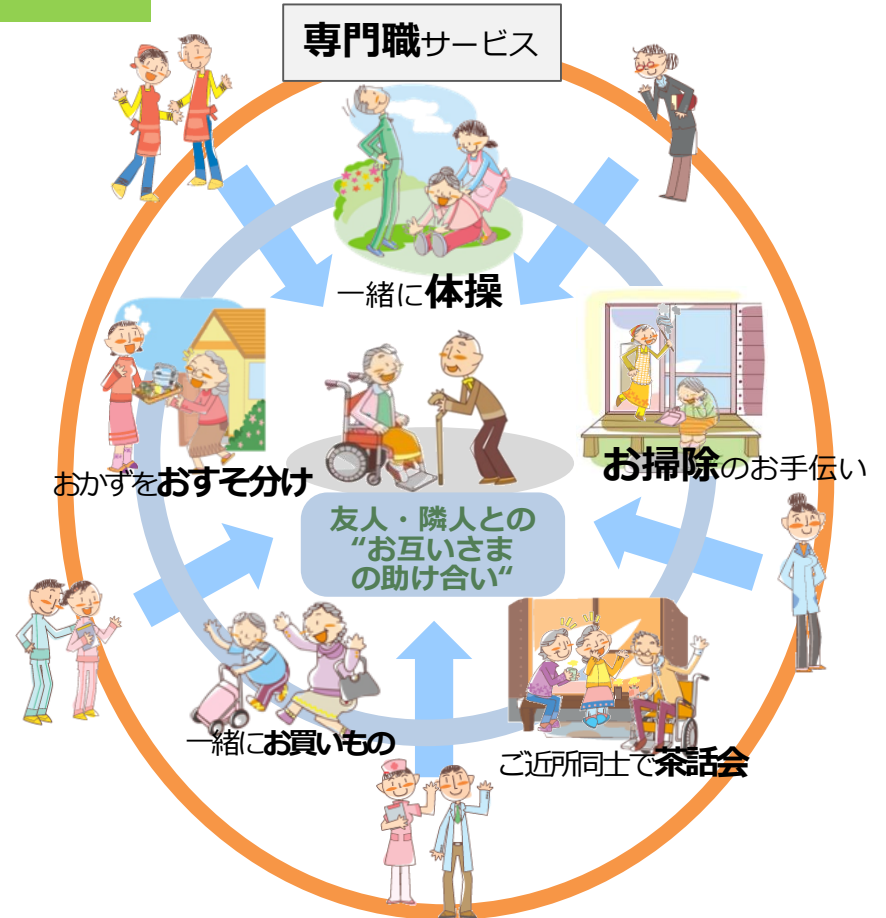 専門職サービス
一緒に体操
おかずをおすそ分け
お掃除のお手伝い
友人・隣人との
“お互いさま
の助け合い“
一緒にお買いもの
ご近所同士で茶話会